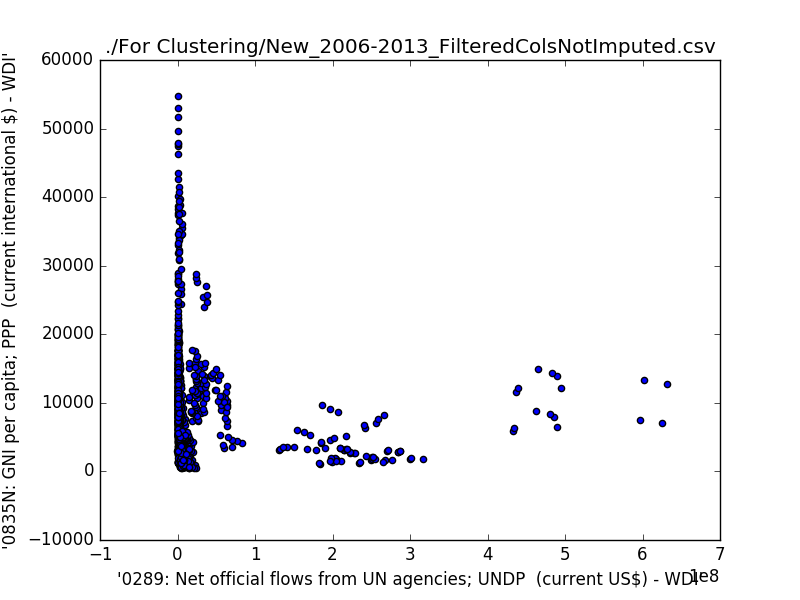 ./For Clustering/New_2006-2013_FilteredColsNotImputed.csv
60000
50000
40000
30000
20000
10000
0
−10000
'0835N: GNI per capita; PPP  (current international $) - WDI'
−1 0 1 2 3 4 5 6 7
1e8
'0289: Net official flows from UN agencies; UNDP  (current US$) - WDI'